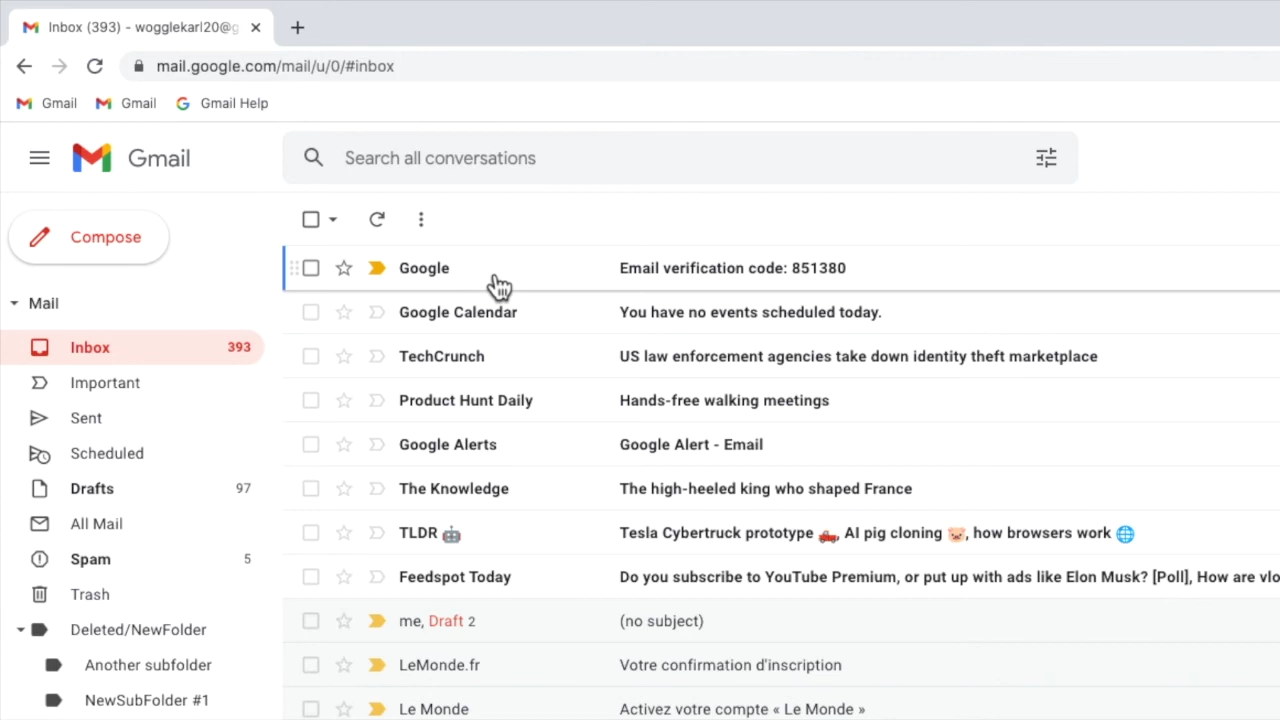 Inbox (393) - wogglekarl20@g
mail.google.com/mail/u/0/#inbox
Gmail Gmail Gmail Help
Gmail
Search all conversations
Compose
Mail
Inbox 393
Important
Sent
Scheduled
Drafts 97
All Mail
Spam 5
Trash
Deleted/NewFolder
Another subfolder
NewSubFolder #1
Google Email verification code: 851380
Google Calendar You have no events scheduled today.
TechCrunch US law enforcement agencies take down identity theft marketplace
Product Hunt Daily Hands-free walking meetings
Google Alerts Google Alert - Email
The Knowledge The high-heeled king who shaped France
TLDR 🤖 Tesla Cybertruck prototype 🛻, AI pig cloning 🐷, how browsers work 🌐
Feedspot Today Do you subscribe to YouTube Premium, or put up with ads like Elon Musk? [Poll], How are vlo
me, Draft 2 (no subject)
LeMonde.fr Votre confirmation d'inscription
Le Monde Activez votre compte « Le Monde »